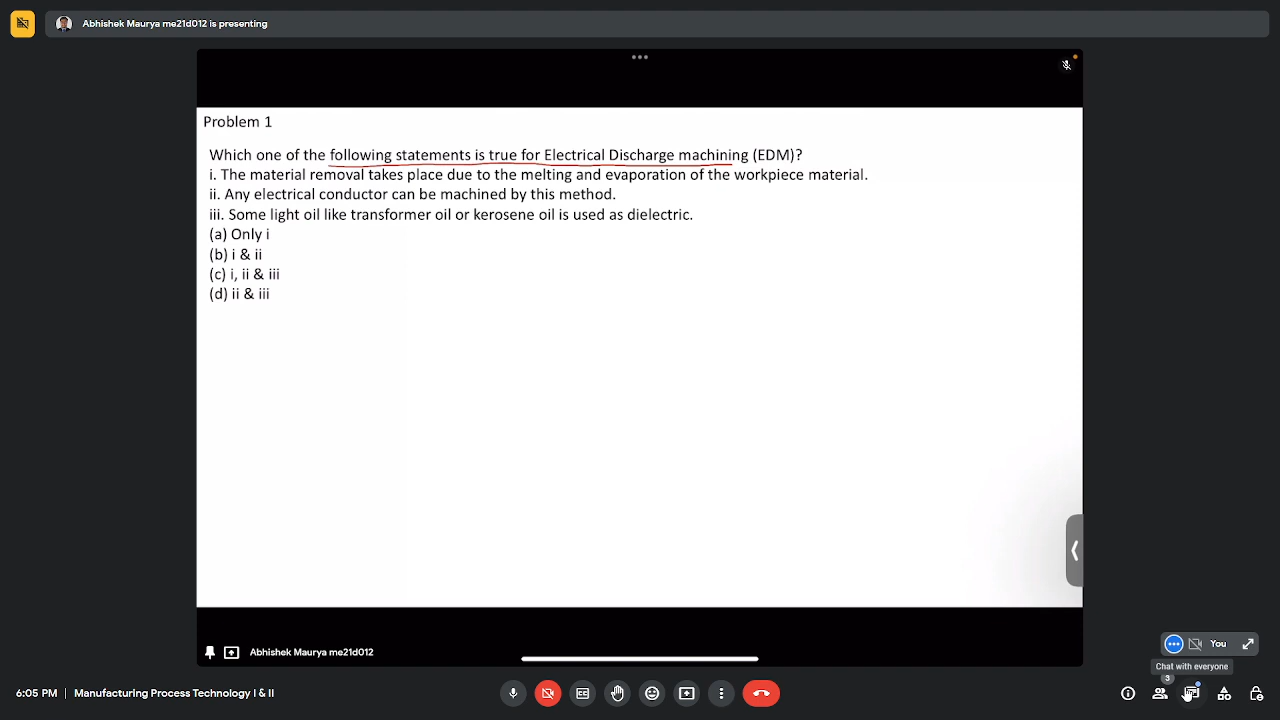 Abhishek Maurya me21d012 is presenting
Problem 1
Which one of the following statements is true for Electrical Discharge machining (EDM)?
i. The material removal takes place due to the melting and evaporation of the workpiece material.
ii. Any electrical conductor can be machined by this method.
iii. Some light oil like transformer oil or kerosene oil is used as dielectric.
(a) Only i
(b) i & ii
(c) i, ii & iii
(d) ii & iii
Abhishek Maurya me21d012
You
Chat with everyone
3
6:05 PM | Manufacturing Process Technology I & II